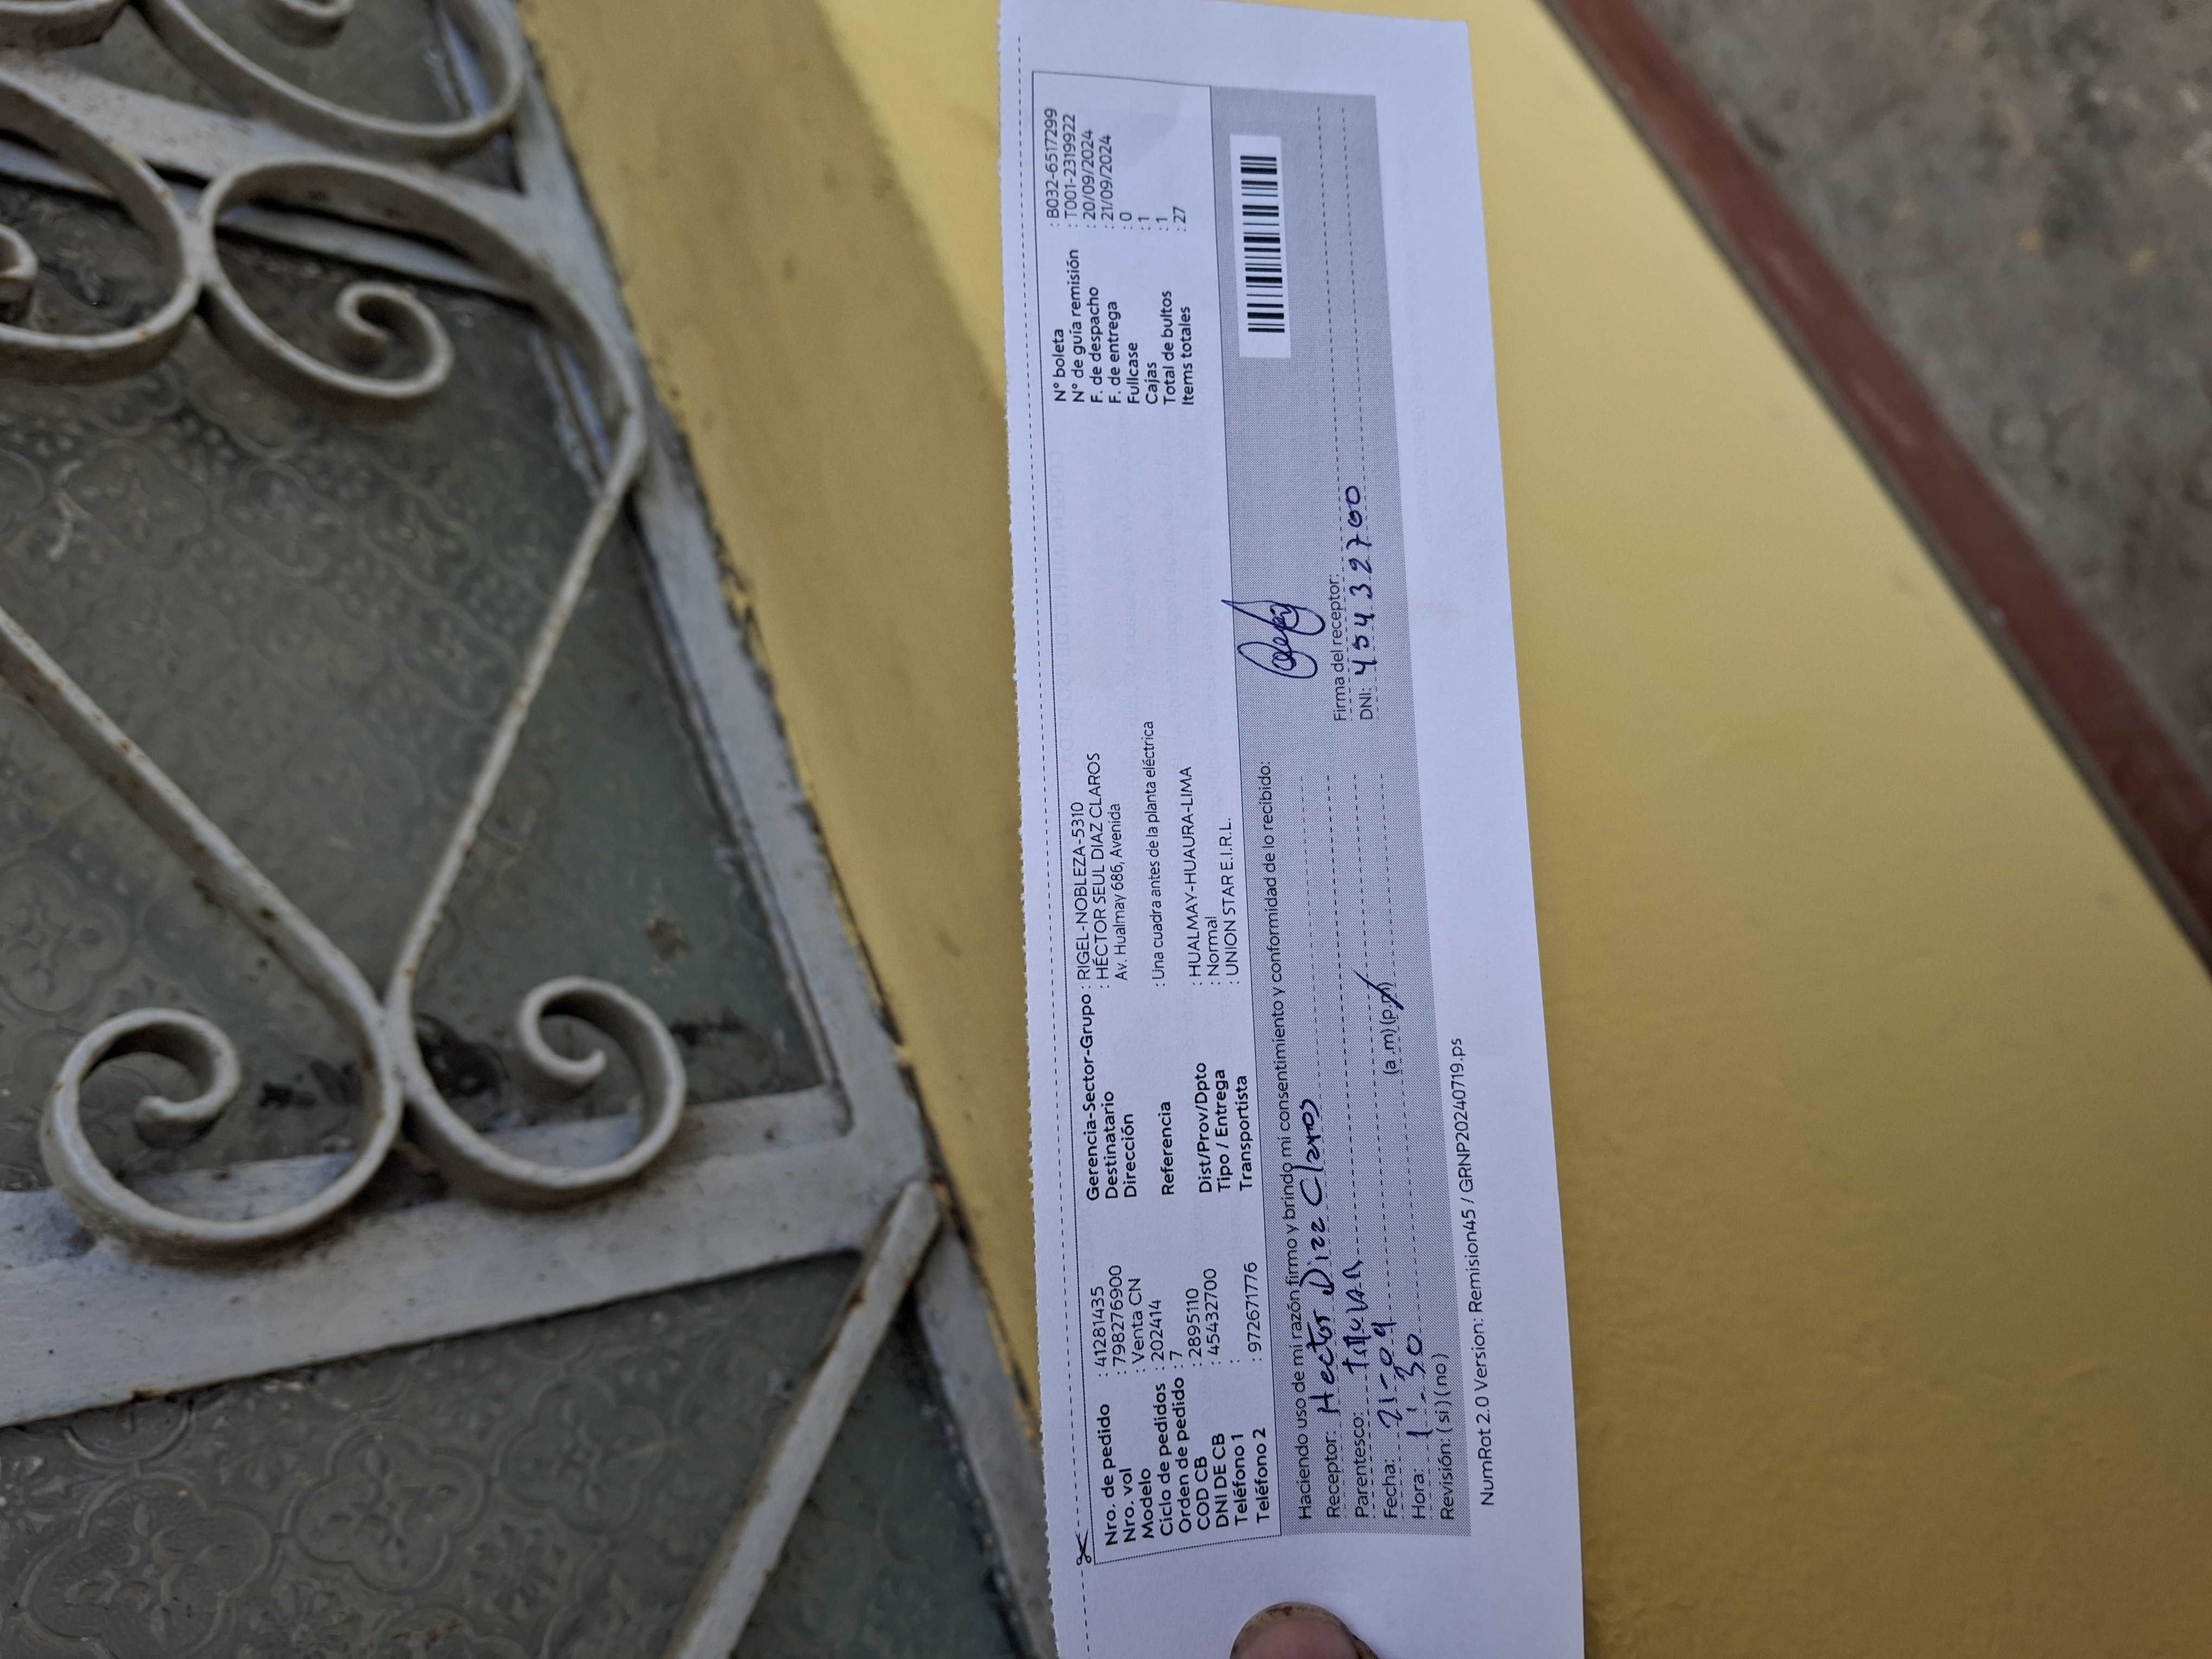 Nro. de pedido : 41281435
Nro. vol : 798276900
Modelo : Venta CN
Ciclo de pedidos : 202414
Orden de pedido : 7
COD CB : 2895110
DNI DE CB : 45432700
Teléfono 1 :
Teléfono 2 : 972671776
Gerencia-Sector-Grupo : RIGEL-NOBLEZA-5310
Destinatario : HÉCTOR SEUL DIAZ CLAROS
Dirección Av. Hualmay 686, Avenida
Referencia : Una cuadra antes de la planta eléctrica
Dist/Prov/Dpto : HUALMAY-HUAURA-LIMA
Tipo / Entrega : Normal
Transportista : UNION STAR E.I.R.L.
N° boleta : B032-6517299
N° de guía remisión : T001-2319922
F. de despacho : 20/09/2024
F. de entrega : 21/09/2024
Fullcase : 0
Cajas : 1
Total de bultos : 1
Items totales : 27
Haciendo uso de mi razón firmo y brindo mi consentimiento y conformidad de lo recibido:
Receptor: Hector Diaz Claros
Parentesco: Titular
Fecha: 21-09
Hora: 1-30 (a.m) (p.m)
Revisión: ( si ) ( no )
Firma del receptor:
DNI: 45432700
NumRot 2.0 Version: Remision45 / GRNP20240719.ps